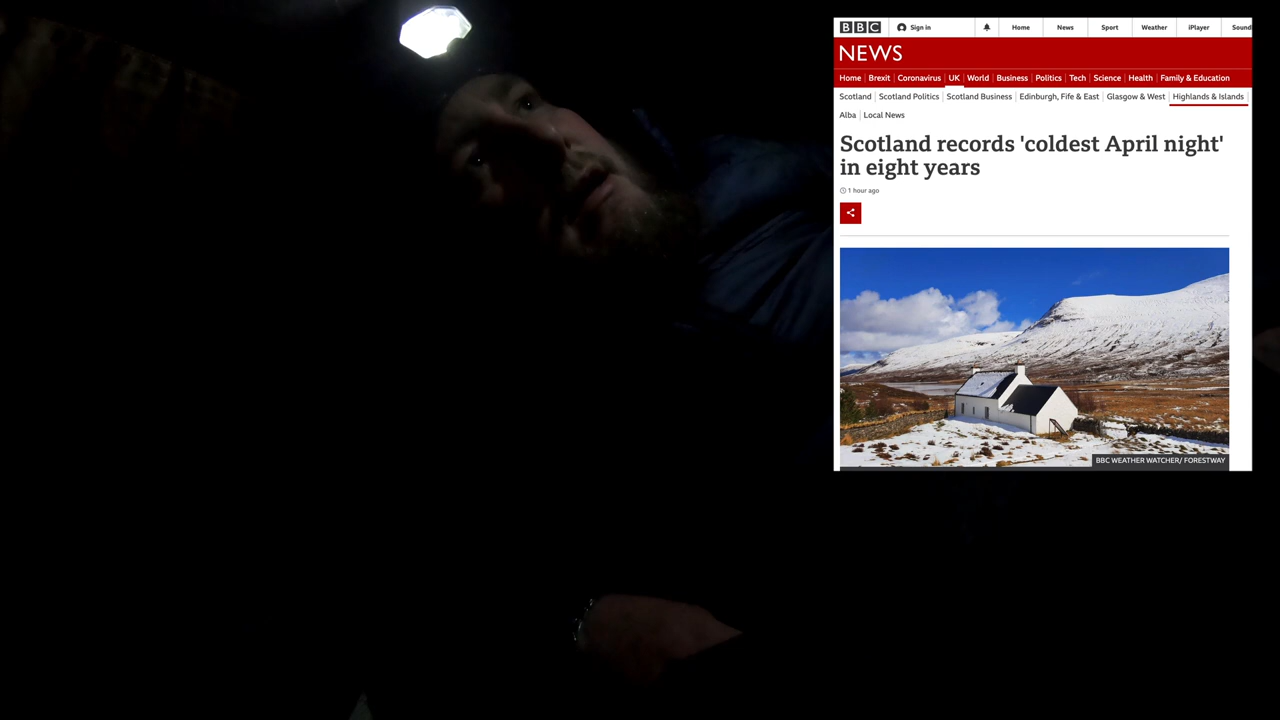 BBC Sign in Home News Sport Weather iPlayer Sound
NEWS
Home Brexit Coronavirus UK World Business Politics Tech Science Health Family & Education
Scotland Scotland Politics Scotland Business Edinburgh, Fife & East Glasgow & West Highlands & Islands
Alba Local News
Scotland records 'coldest April night'
in eight years
1 hour ago
BBC WEATHER WATCHER/ FORESTWAY